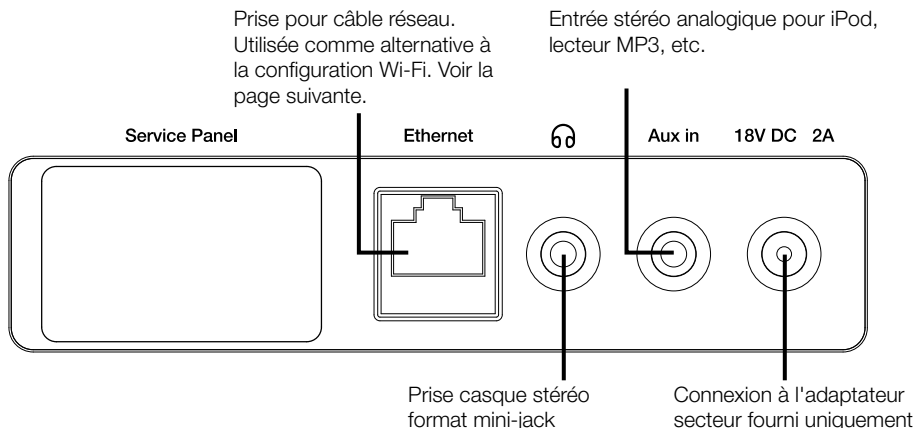 Prise pour câble réseau.
Utilisée comme alternative à
la configuration Wi-Fi. Voir la
page suivante.
Entrée stéréo analogique pour iPod,
lecteur MP3, etc.
Service Panel
Ethernet
Aux in
18V DC 2A
Prise casque stéréo
format mini-jack
Connexion à l'adaptateur
secteur fourni uniquement